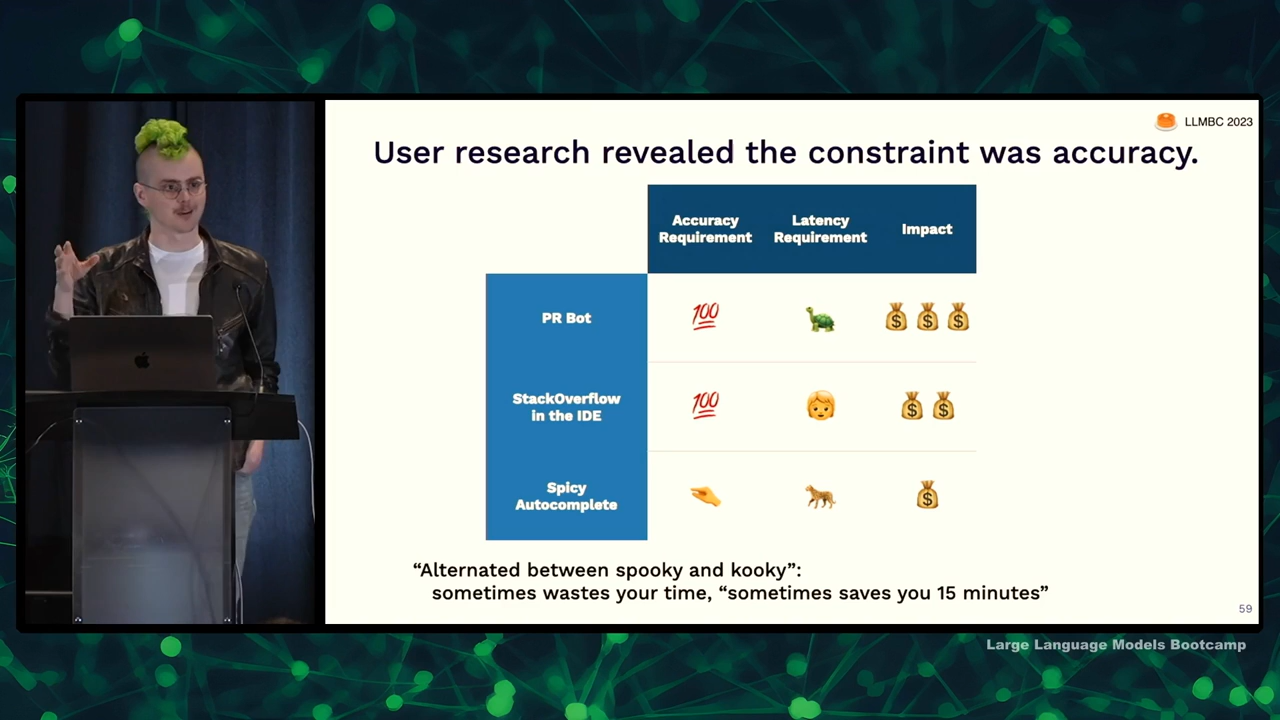 LLMBC 2023
User research revealed the constraint was accuracy.
Accuracy
Requirement
Latency
Requirement
Impact
PR Bot
💯
🐢
💰 💰 💰
StackOverflow
in the IDE
💯
🧒
💰 💰
Spicy
Autocomplete
🫴
🐆
💰
“Alternated between spooky and kooky”:
sometimes wastes your time, “sometimes saves you 15 minutes”
59
Large Language Models Bootcamp